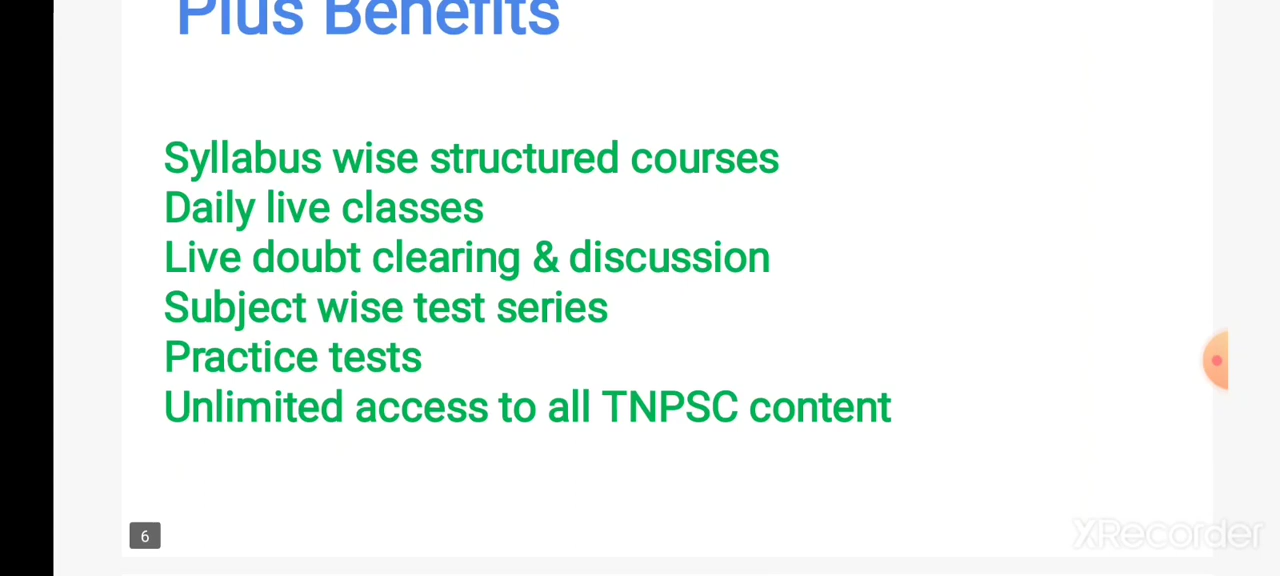 Plus Benefits
Syllabus wise structured courses
Daily live classes
Live doubt clearing & discussion
Subject wise test series
Practice tests
Unlimited access to all TNPSC content
6
XRecorder